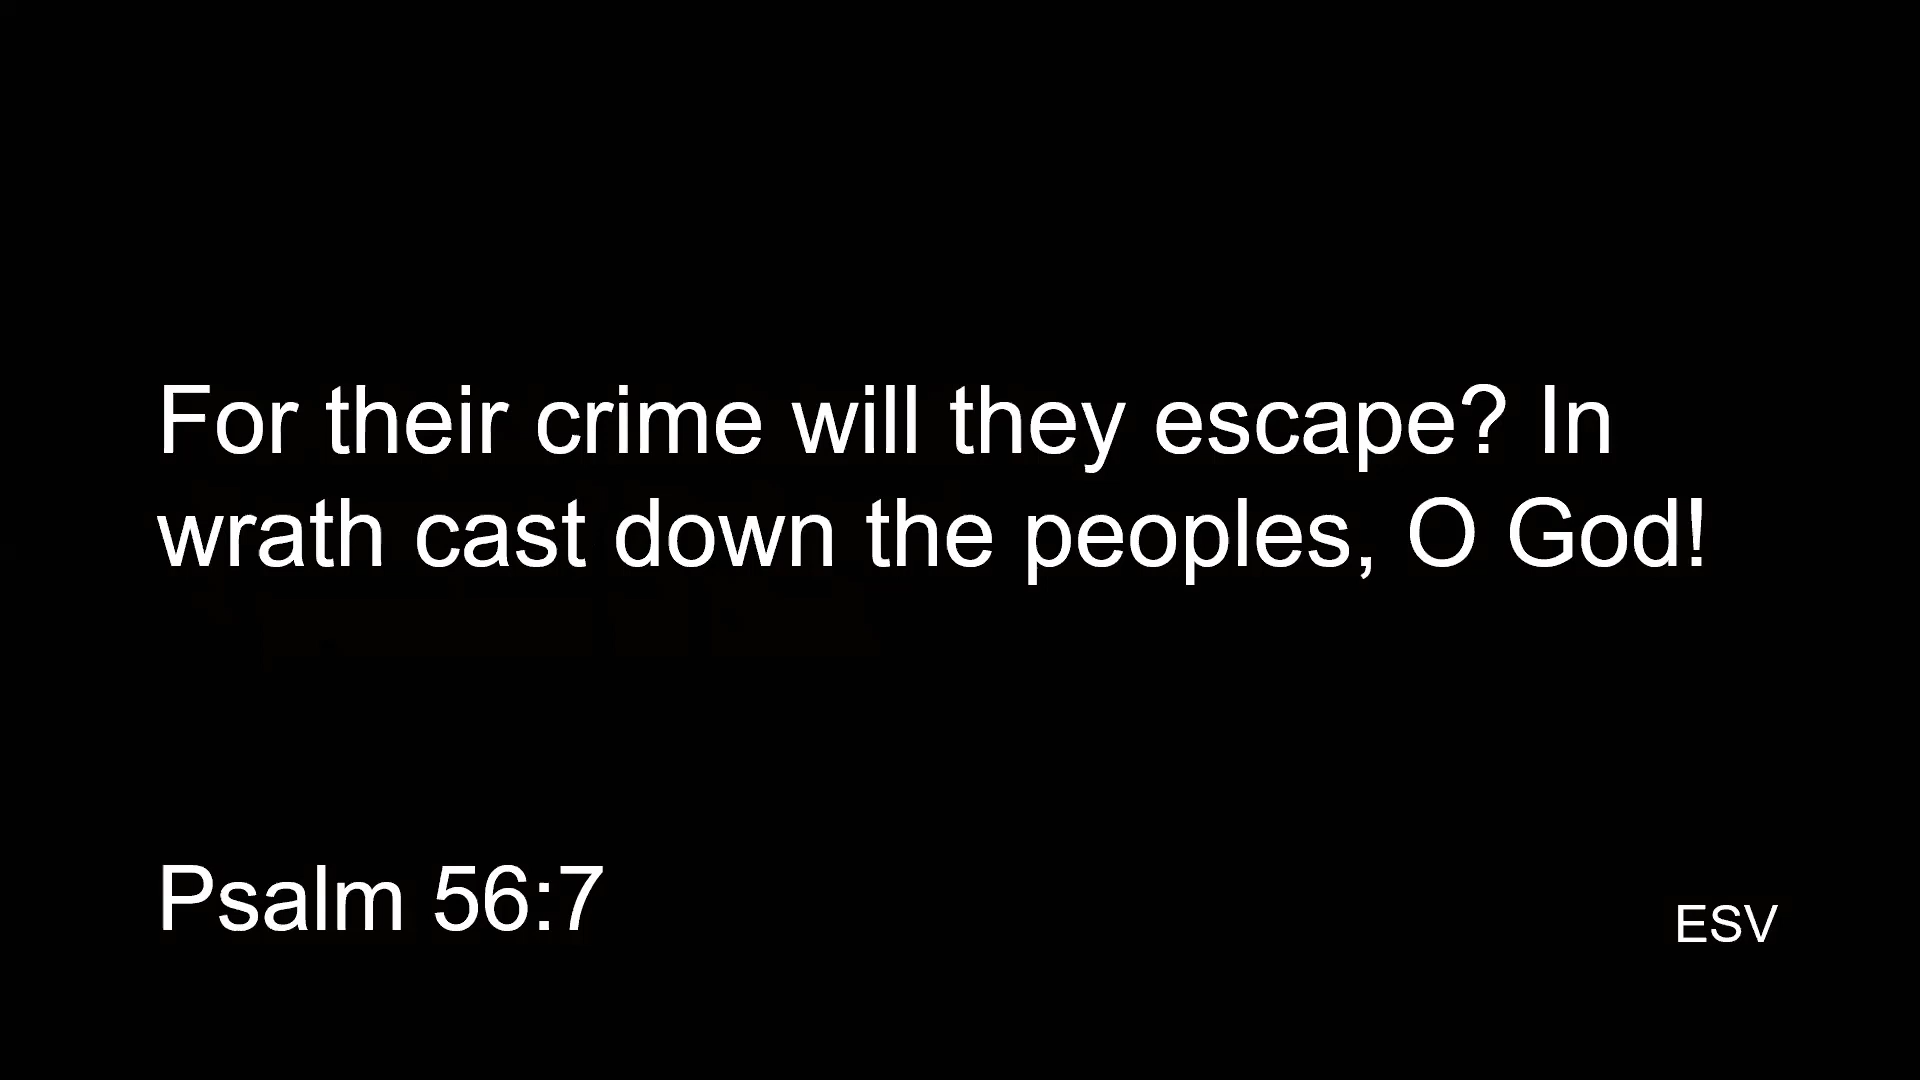 For their crime will they escape? In
wrath cast down the peoples, O God!
Psalm 56:7
ESV